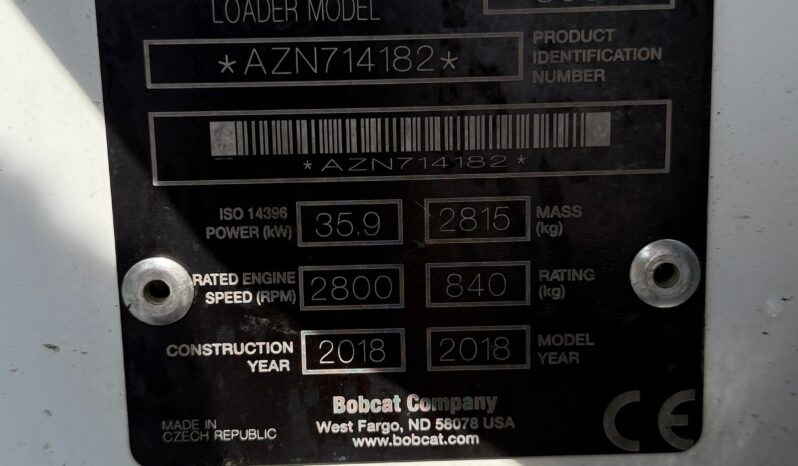 LOADER MODEL
*AZN714182*
PRODUCT
IDENTIFICATION
NUMBER
*AZN714182*
ISO 14396
POWER (kW)
35.9
2815
MASS
(kg)
RATED ENGINE
SPEED (RPM)
2800
840
RATING
(kg)
CONSTRUCTION
YEAR
2018
2018
MODEL
YEAR
Bobcat Company
West Fargo, ND 58078 USA
www.bobcat.com
MADE IN
CZECH REPUBLIC
CE